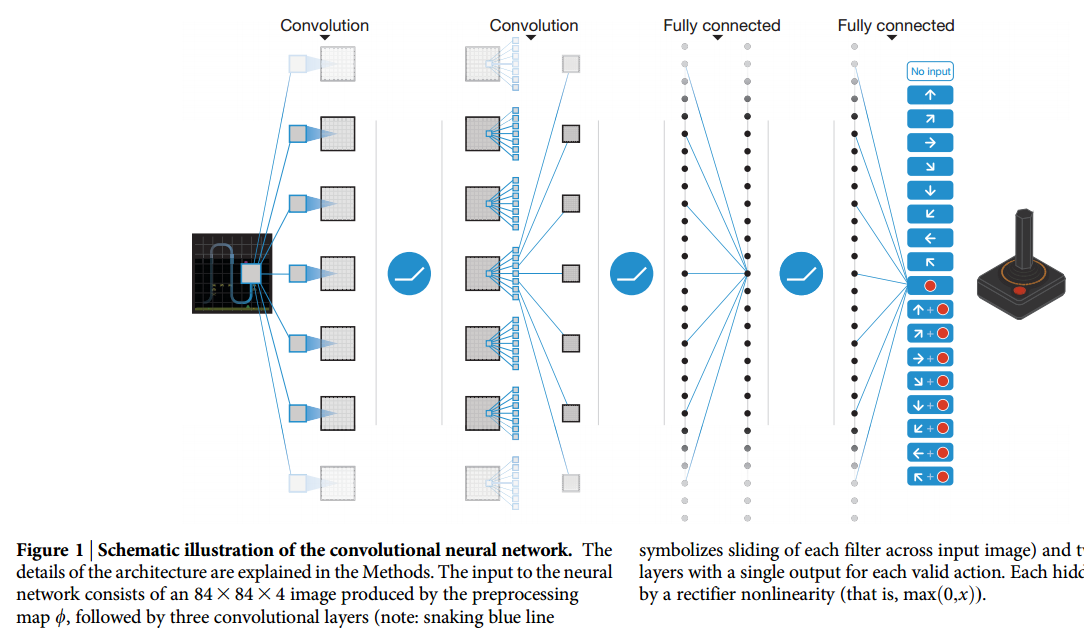 Convolution
Convolution
Fully connected
Fully connected
No input
Figure 1 | Schematic illustration of the convolutional neural network. The
details of the architecture are explained in the Methods. The input to the neural
network consists of an 84 × 84 × 4 image produced by the preprocessing
map ϕ, followed by three convolutional layers (note: snaking blue line
symbolizes sliding of each filter across input image) and
layers with a single output for each valid action. Each
by a rectifier nonlinearity (that is, max(0,x)).